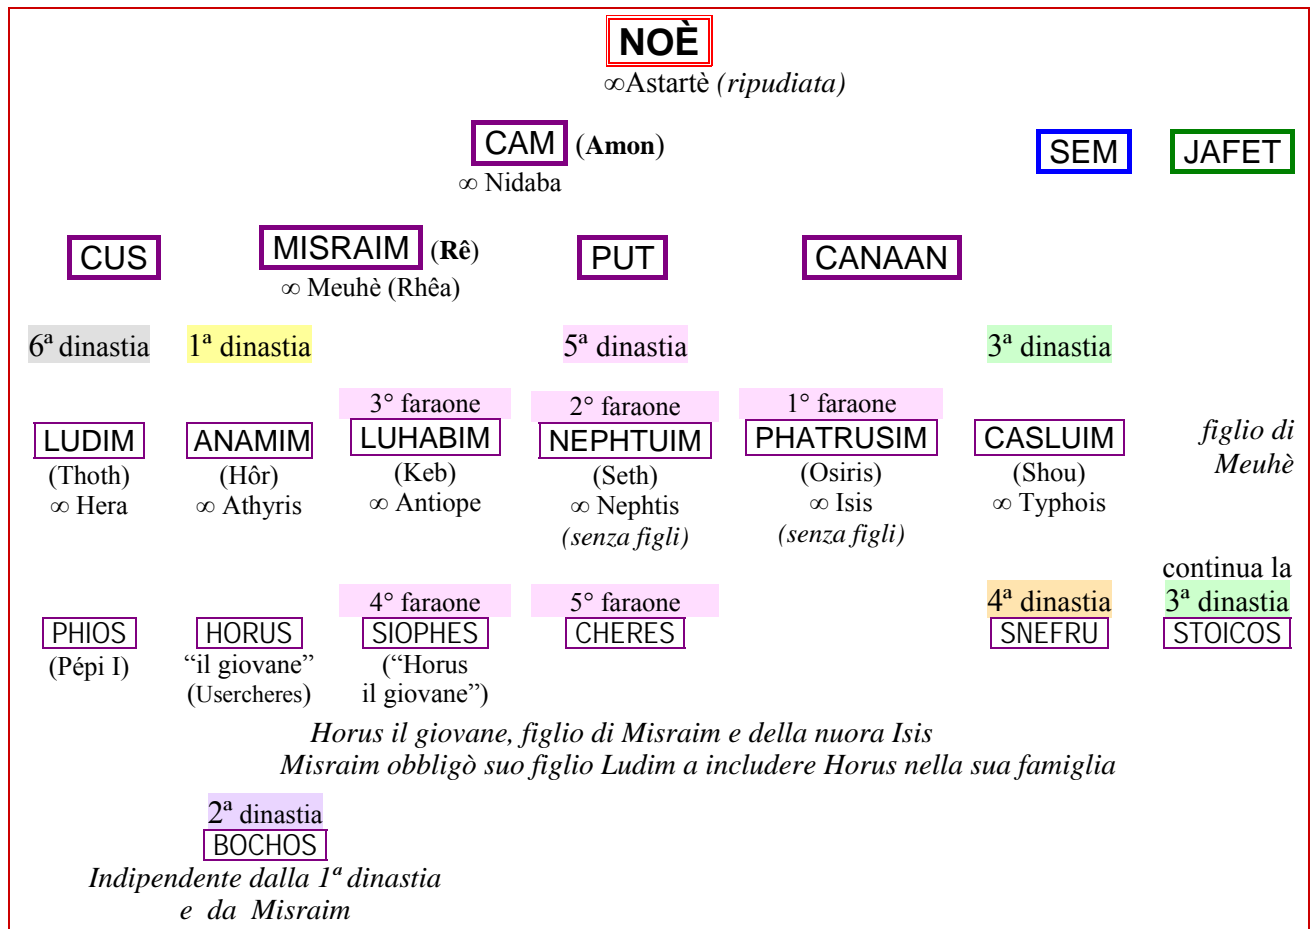 NOÈ
∞Astartè (ripudiata)
CAM (Amon)
SEM
JAFET
∞ Nidaba
CUS
MISRAIM (Rê)
PUT
CANAAN
∞ Meuhè (Rhêa)
6ª dinastia
1ª dinastia
5ª dinastia
3ª dinastia
3° faraone
2° faraone
1° faraone
LUDIM
ANAMIM
LUHABIM
NEPHTUIM
PHATRUSIM
CASLUIM
figlio di
Meuhè
(Thoth)
(Hôr)
(Keb)
(Seth)
(Osiris)
(Shou)
∞ Hera
∞ Athyris
∞ Antiope
∞ Nephtis
∞ Isis
∞ Typhois
(senza figli)
(senza figli)
continua la
4° faraone
5° faraone
4ª dinastia
3ª dinastia
PHIOS
HORUS
SIOPHES
CHERES
SNEFRU
STOICOS
(Pépi I)
“il giovane”
(Usercheres)
(“Horus
il giovane”)
Horus il giovane, figlio di Misraim e della nuora Isis
Misraim obbligò suo figlio Ludim a includere Horus nella sua famiglia
2ª dinastia
BOCHOS
Indipendente dalla 1ª dinastia
e da Misraim